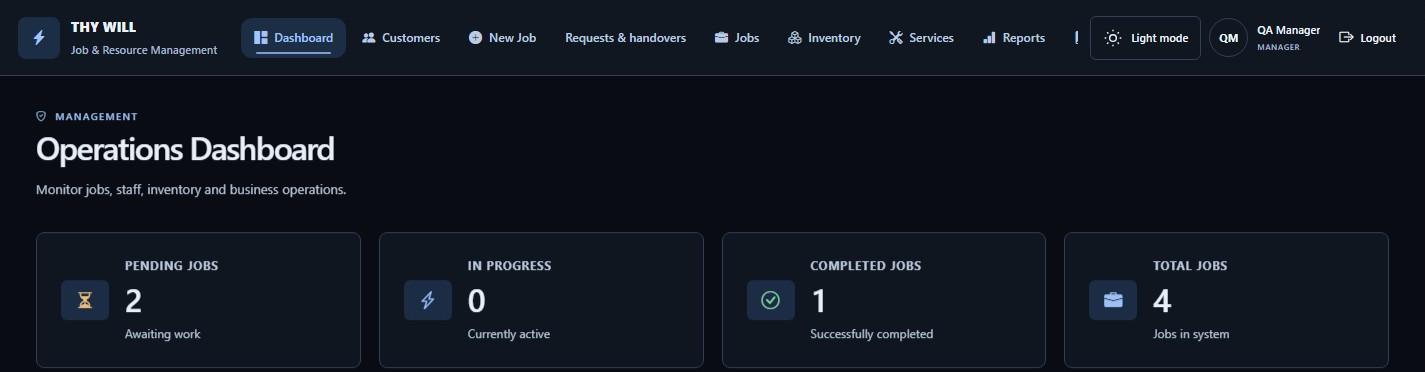 THY WILL
Job & Resource Management
Dashboard
Customers
New Job
Requests & handovers
Jobs
Inventory
Services
Reports
Light mode
QM
QA Manager
MANAGER
Logout
MANAGEMENT
Operations Dashboard
Monitor jobs, staff, inventory and business operations.
PENDING JOBS
2
Awaiting work
IN PROGRESS
0
Currently active
COMPLETED JOBS
1
Successfully completed
TOTAL JOBS
4
Jobs in system